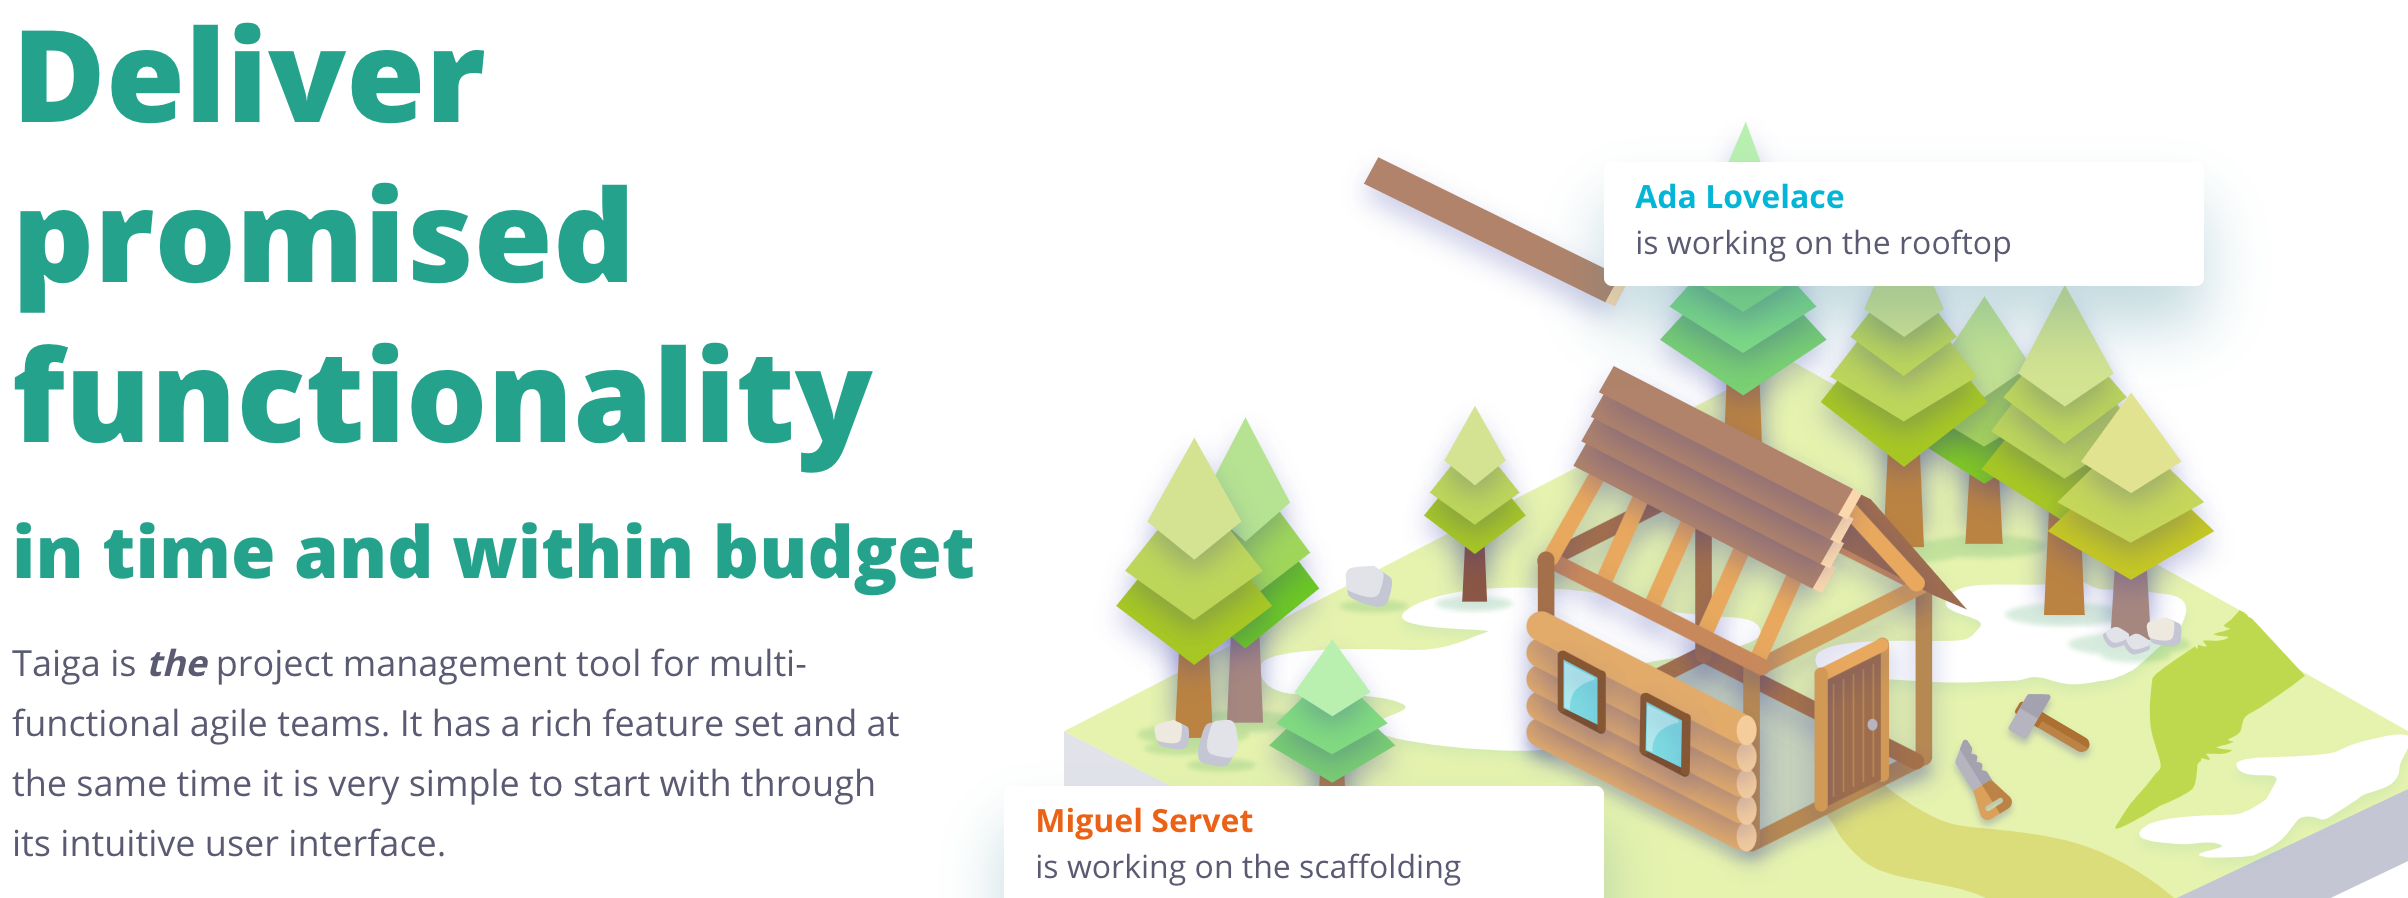 Deliver
promised
functionality
in time and within budget
Taiga is the project management tool for multi-
functional agile teams. It has a rich feature set and at
the same time it is very simple to start with through
its intuitive user interface.
Ada Lovelace
is working on the rooftop
Miguel Servet
is working on the scaffolding